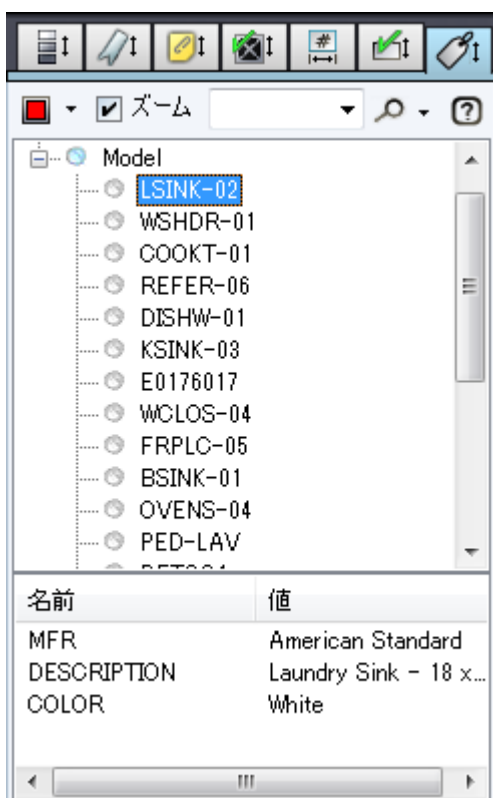 ズーム
Model
LSINK-02
WSHDR-01
COOKT-01
REFER-06
DISHW-01
KSINK-03
E0176017
WCLOS-04
FRPLC-05
BSINK-01
OVENS-04
PED-LAV
名前 値
MFR American Standard
DESCRIPTION Laundry Sink - 18 x...
COLOR White